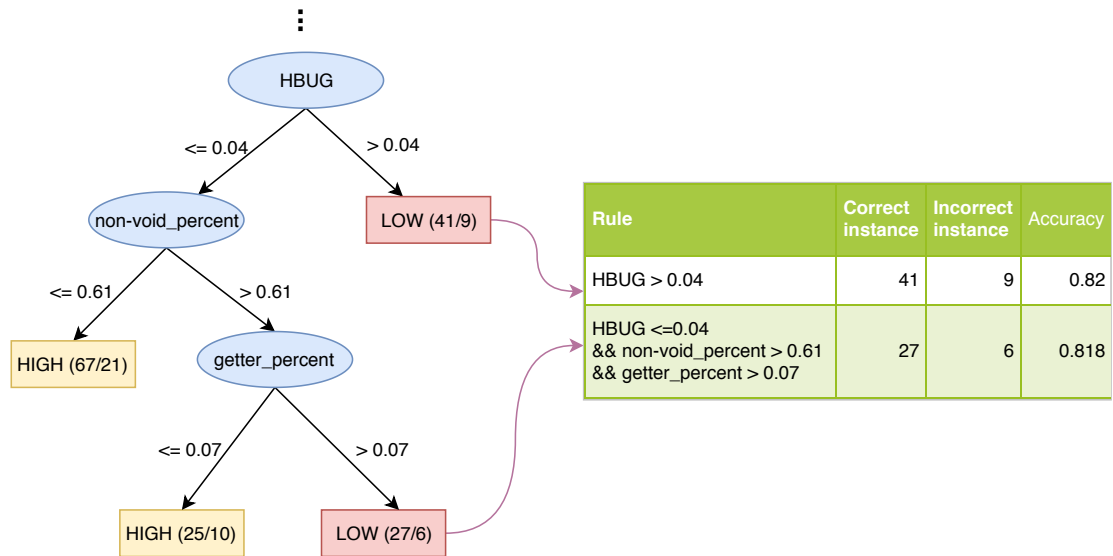 ⋮
HBUG
<= 0.04
> 0.04
non-void_percent
LOW (41/9)
<= 0.61
> 0.61
HIGH (67/21)
getter_percent
<= 0.07
> 0.07
HIGH (25/10)
LOW (27/6)
Rule Correct instance Incorrect instance Accuracy
HBUG > 0.04 41 9 0.82
HBUG <=0.04
&& non-void_percent > 0.61 27 6 0.818
&& getter_percent > 0.07